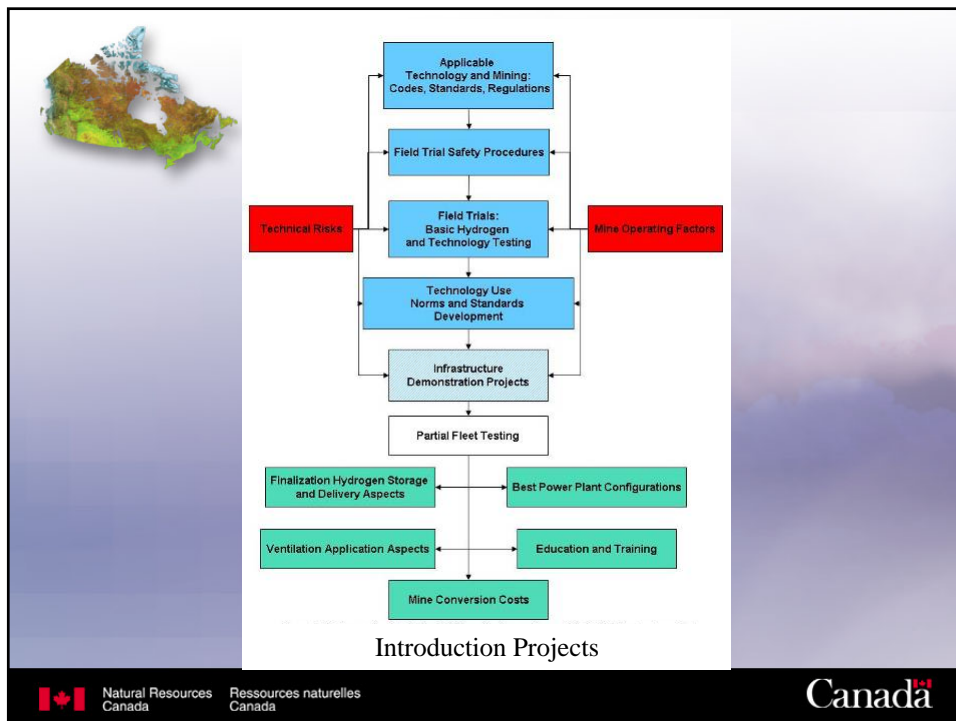 Applicable
Technology and Mining:
Codes, Standards, Regulations
Field Trial Safety Procedures
Technical Risks
Field Trials:
Basic Hydrogen
and Technology Testing
Mine Operating Factors
Technology Use
Norms and Standards
Development
Infrastructure
Demonstration Projects
Partial Fleet Testing
Finalization Hydrogen Storage
and Delivery Aspects
Best Power Plant Configurations
Ventilation Application Aspects
Education and Training
Mine Conversion Costs
Introduction Projects
Natural Resources
Canada
Ressources naturelles
Canada
Canada